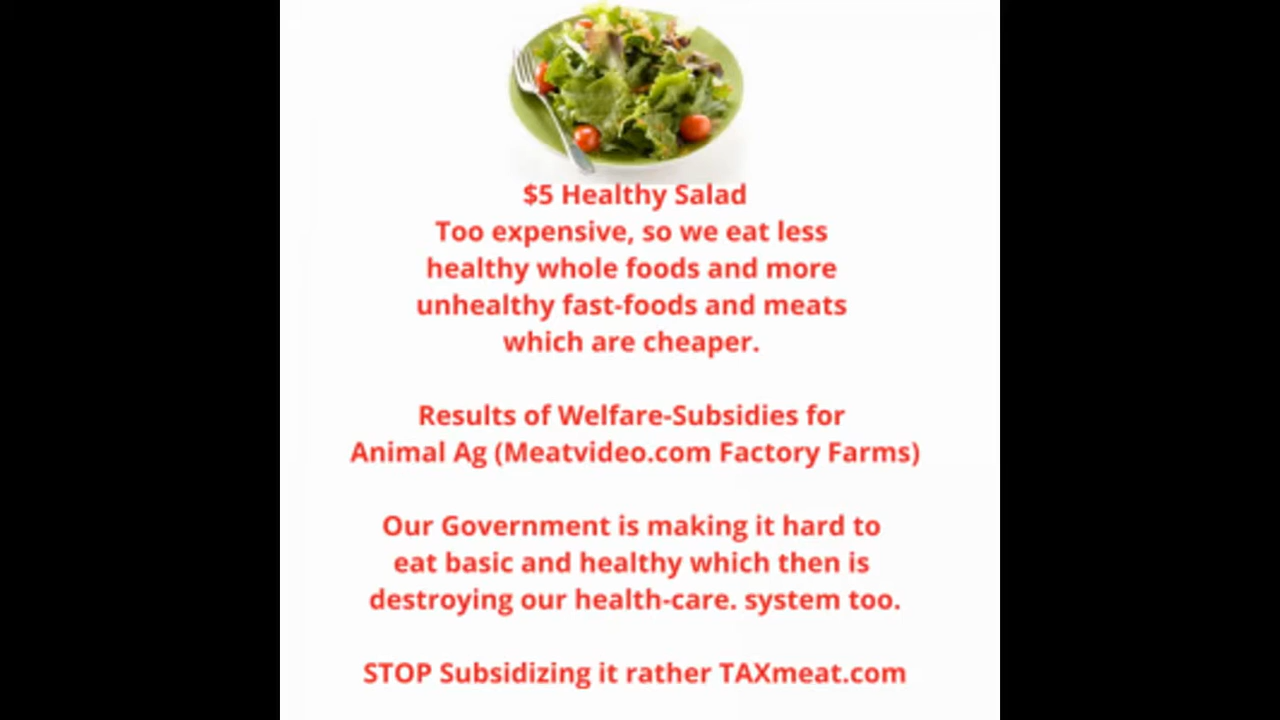 $5 Healthy Salad
Too expensive, so we eat less
healthy whole foods and more
unhealthy fast-foods and meats
which are cheaper.
Results of Welfare-Subsidies for
Animal Ag (Meatvideo.com Factory Farms)
Our Government is making it hard to
eat basic and healthy which then is
destroying our health-care. system too.
STOP Subsidizing it rather TAXmeat.com